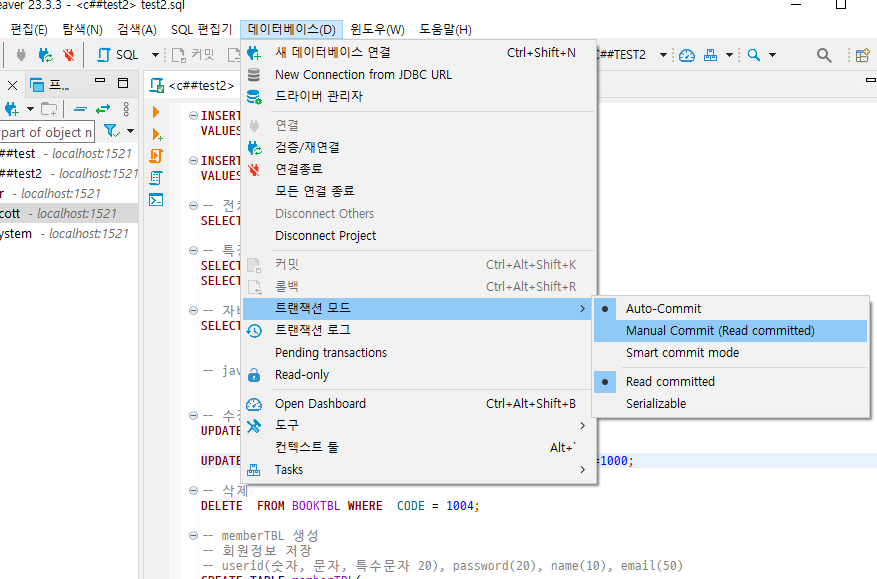 eaver 23.3.3 - <c##test2> test2.sql
편집(E) 탐색(N) 검색(A) SQL 편집기 데이터베이스(D) 윈도우(W) 도움말(H)
SQL 커밋 C##TEST2
프...
<c##test2>
part of object n
##test - localhost:1521
##test2 - localhost:1521
r - localhost:1521
cott - localhost:1521
ystem - localhost:1521
새 데이터베이스 연결 Ctrl+Shift+N
New Connection from JDBC URL
드라이버 관리자
연결
검증/재연결
연결종료
모든 연결 종료
Disconnect Others
Disconnect Project
커밋 Ctrl+Alt+Shift+K
롤백 Ctrl+Alt+Shift+R
트랜잭션 모드
트랜잭션 로그
Pending transactions
Read-only
Open Dashboard Ctrl+Alt+Shift+B
도구
컨텍스트 툴 Alt+`
Tasks
Auto-Commit
Manual Commit (Read committed)
Smart commit mode
Read committed
Serializable
INSERT
VALUES
INSERT
VALUES
--
SELECT
--
SELECT
SELECT
--
SELECT
-- jav
--
UPDATE
UPDATE =1000;
-- 삭제
DELETE FROM BOOKTBL WHERE CODE = 1004;
-- memberTBL 생성
-- 회원정보 저장
-- userid(숫자, 문자, 특수문자 20), password(20), name(10), email(50)
CREATE TABLE memberTBL(